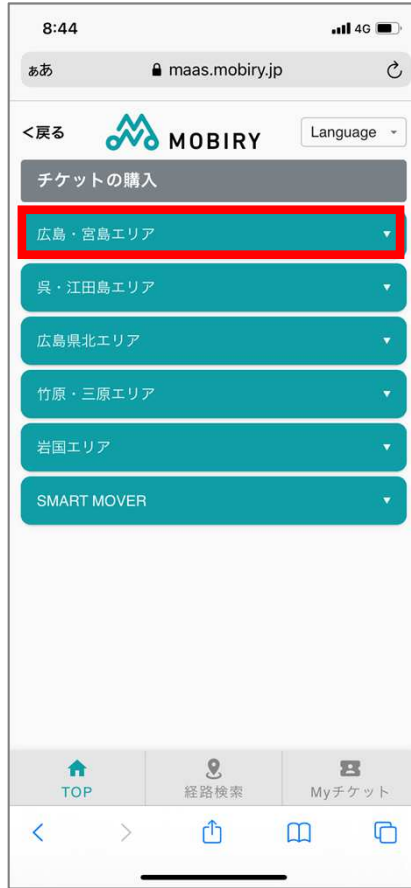 8:44
4G
ぁあ
maas.mobiry.jp
<戻る
MOBIRY
Language
チケットの購入
広島・宮島エリア
呉・江田島エリア
広島県北エリア
竹原・三原エリア
岩国エリア
SMART MOVER
TOP
経路検索
Myチケット